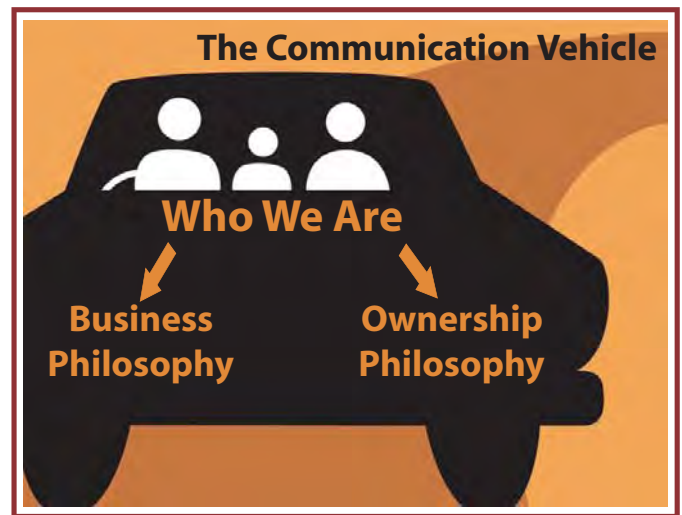 The Communication Vehicle
Who We Are
Business
Philosophy
Ownership
Philosophy